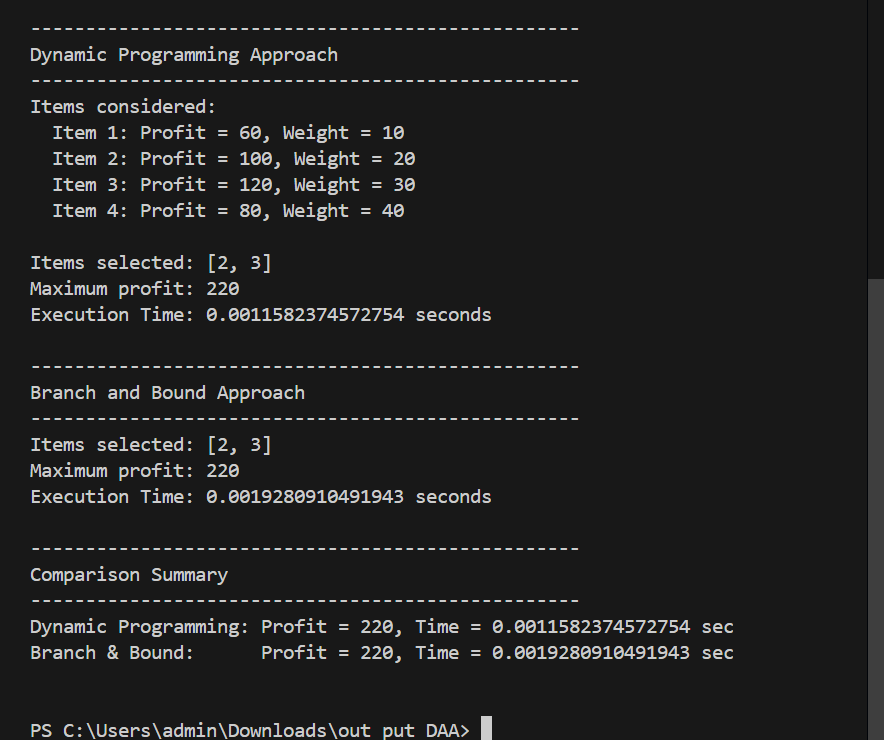 --------------------------------------------------
Dynamic Programming Approach
--------------------------------------------------
Items considered:
  Item 1: Profit = 60, Weight = 10
  Item 2: Profit = 100, Weight = 20
  Item 3: Profit = 120, Weight = 30
  Item 4: Profit = 80, Weight = 40

Items selected: [2, 3]
Maximum profit: 220
Execution Time: 0.0011582374572754 seconds

--------------------------------------------------
Branch and Bound Approach
--------------------------------------------------
Items selected: [2, 3]
Maximum profit: 220
Execution Time: 0.0019280910491943 seconds

--------------------------------------------------
Comparison Summary
--------------------------------------------------
Dynamic Programming: Profit = 220, Time = 0.0011582374572754 sec
Branch & Bound:      Profit = 220, Time = 0.0019280910491943 sec


PS C:\Users\admin\Downloads\out put DAA>